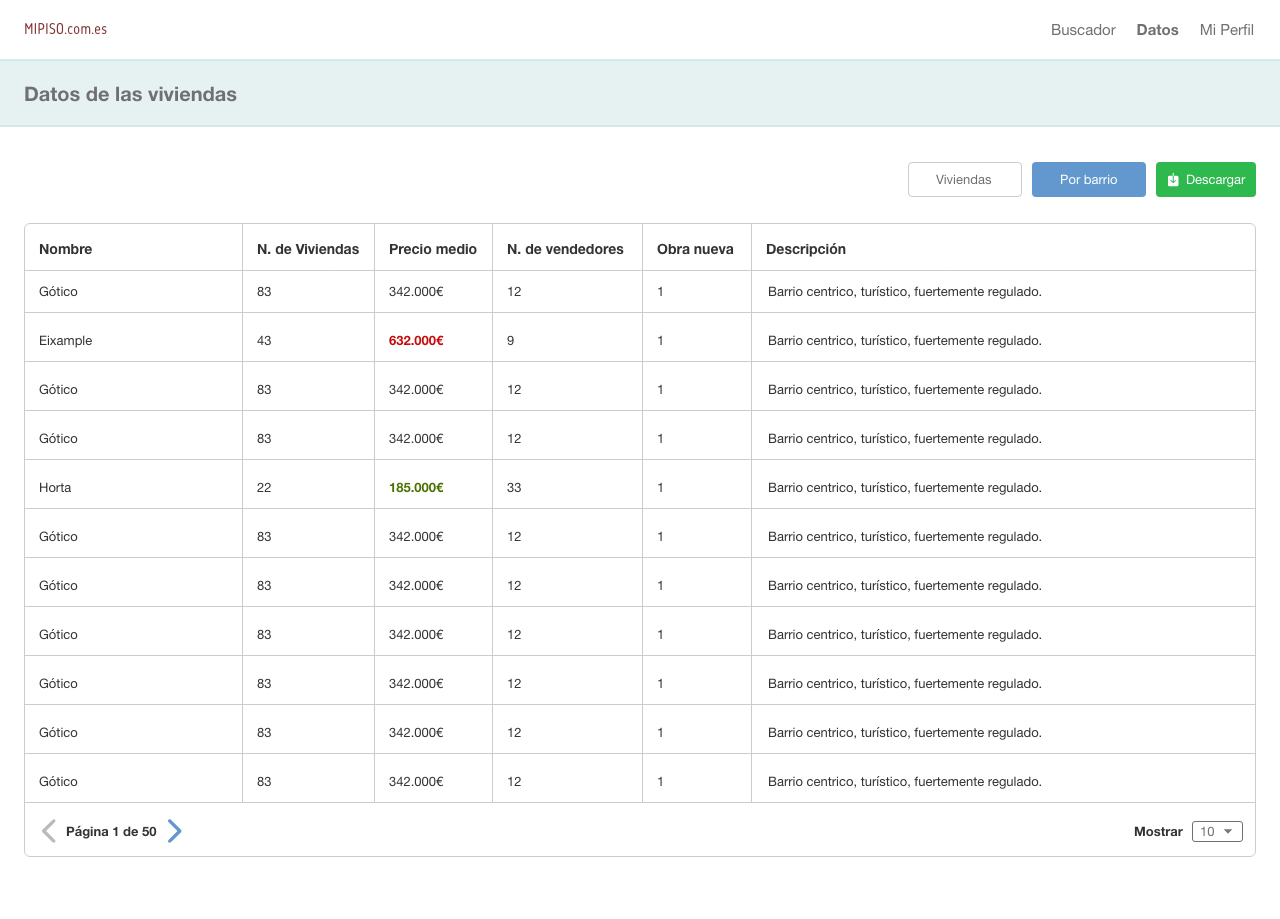 MIPISO.com.es
Buscador Datos Mi Perfil
Datos de las viviendas
Viviendas Por barrio Descargar
Nombre N. de Viviendas Precio medio N. de vendedores Obra nueva Descripción
Gótico 83 342.000€ 12 1 Barrio centrico, turístico, fuertemente regulado.
Eixample 43 632.000€ 9 1 Barrio centrico, turístico, fuertemente regulado.
Gótico 83 342.000€ 12 1 Barrio centrico, turístico, fuertemente regulado.
Gótico 83 342.000€ 12 1 Barrio centrico, turístico, fuertemente regulado.
Horta 22 185.000€ 33 1 Barrio centrico, turístico, fuertemente regulado.
Gótico 83 342.000€ 12 1 Barrio centrico, turístico, fuertemente regulado.
Gótico 83 342.000€ 12 1 Barrio centrico, turístico, fuertemente regulado.
Gótico 83 342.000€ 12 1 Barrio centrico, turístico, fuertemente regulado.
Gótico 83 342.000€ 12 1 Barrio centrico, turístico, fuertemente regulado.
Gótico 83 342.000€ 12 1 Barrio centrico, turístico, fuertemente regulado.
Gótico 83 342.000€ 12 1 Barrio centrico, turístico, fuertemente regulado.
Página 1 de 50 Mostrar 10